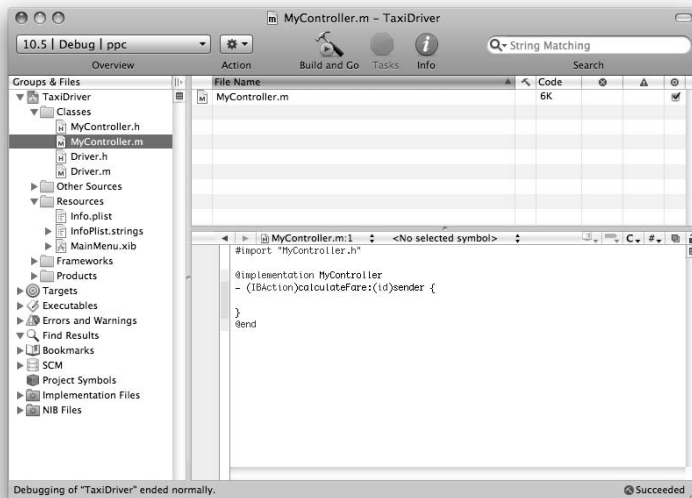 MyController.m – TaxiDriver
10.5 | Debug | ppc
String Matching
Overview
Action
Build and Go
Tasks
Info
Search
Groups & Files
TaxiDriver
Classes
MyController.h
MyController.m
Driver.h
Driver.m
Other Sources
Resources
Info.plist
InfoPlist.strings
MainMenu.xib
Frameworks
Products
Targets
Executables
Errors and Warnings
Find Results
Bookmarks
SCM
Project Symbols
Implementation Files
NIB Files
File Name
Code
MyController.m
6K
MyController.m:1
<No selected symbol>
C
#
#import "MyController.h"
@implementation MyController
- (IBAction)calculateFare:(id)sender {
}
@end
Debugging of "TaxiDriver" ended normally.
Succeeded